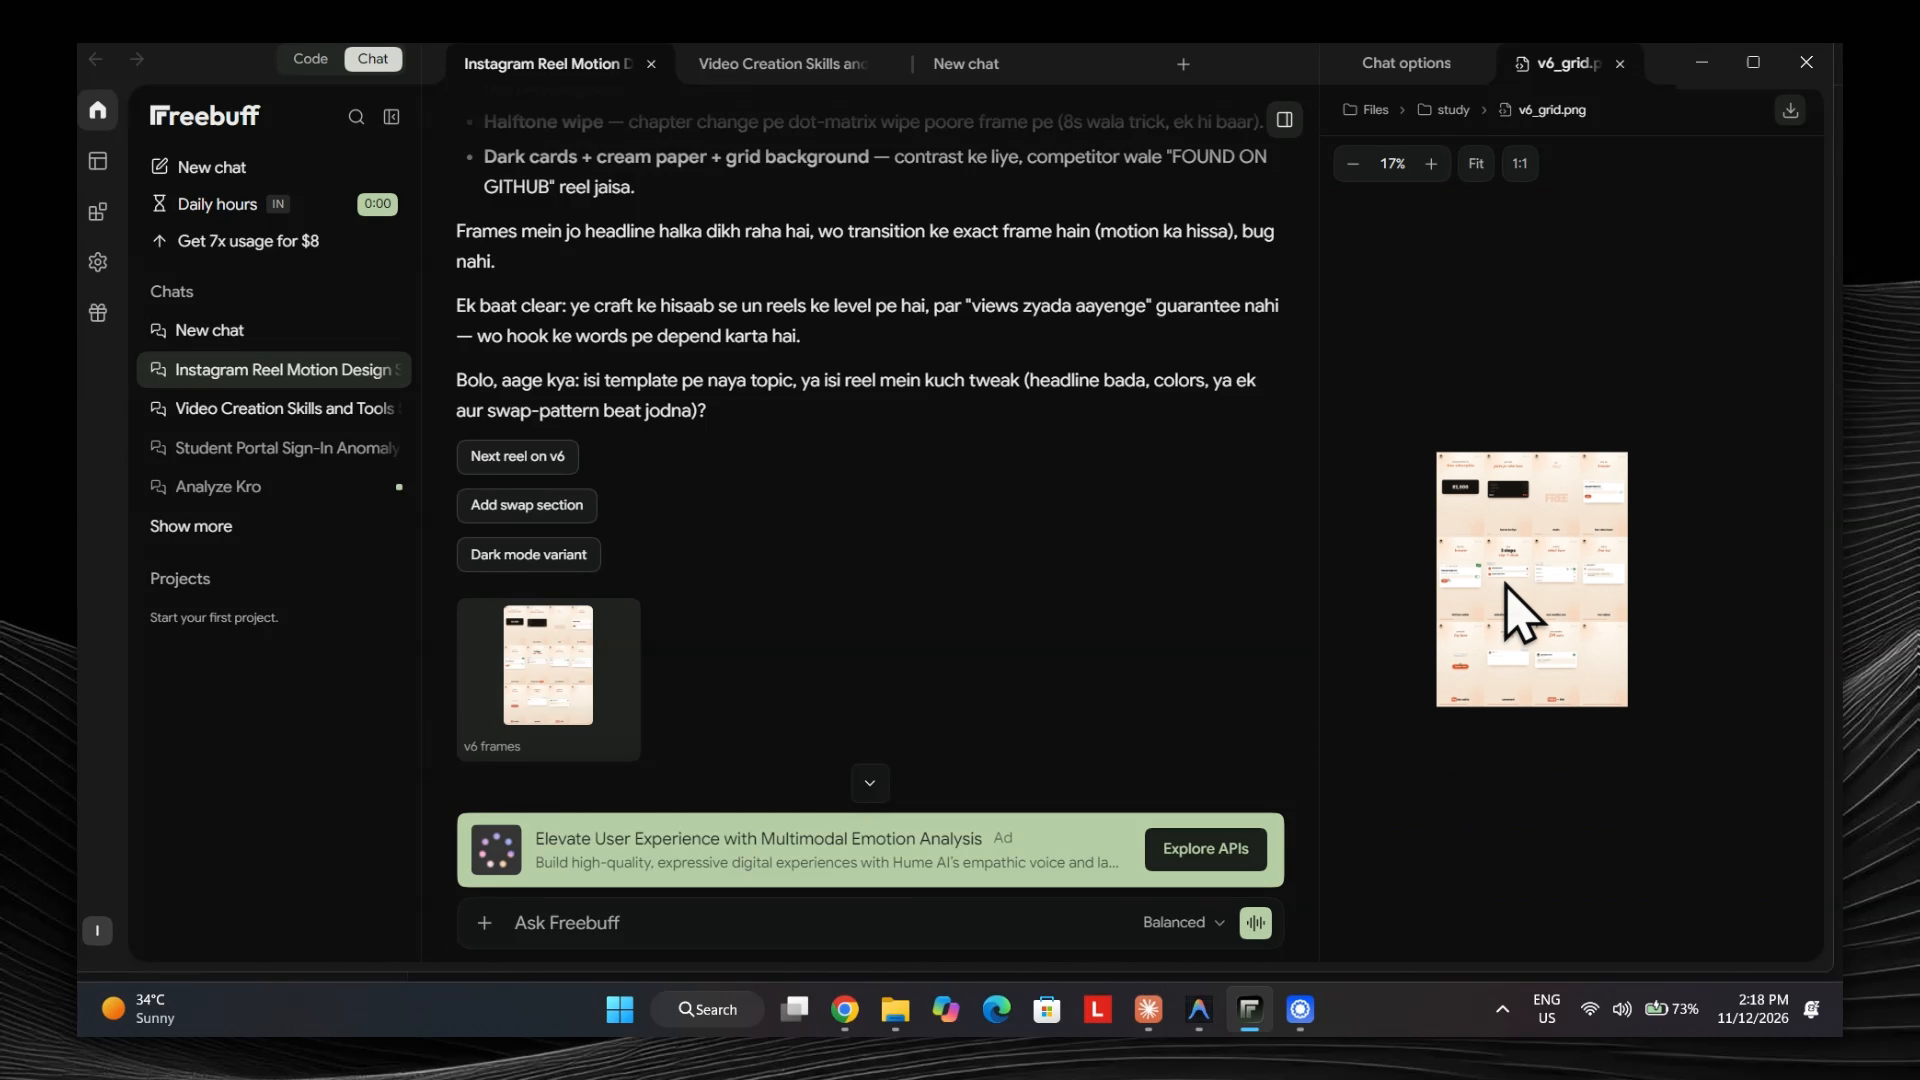 Code
Chat
Instagram Reel Motion D
Video Creation Skills and
New chat
Chat options
v6_grid.p
Freebuff
New chat
Daily hours IN 0:00
Get 7x usage for $8
Chats
New chat
Instagram Reel Motion Design S
Video Creation Skills and Tools
Student Portal Sign-In Anomaly
Analyze Kro
Show more
Projects
Start your first project.
• Halftone wipe — chapter change pe dot-matrix wipe poore frame pe (8s wala trick, ek hi baar).
• Dark cards + cream paper + grid background — contrast ke liye, competitor wale "FOUND ON
GITHUB" reel jaisa.
Frames mein jo headline halka dikh raha hai, wo transition ke exact frame hain (motion ka hissa), bug
nahi.
Ek baat clear: ye craft ke hisaab se un reels ke level pe hai, par "views zyada aayenge" guarantee nahi
— wo hook ke words pe depend karta hai.
Bolo, aage kya: isi template pe naya topic, ya isi reel mein kuch tweak (headline bada, colors, ya ek
aur swap-pattern beat jodna)?
Next reel on v6
Add swap section
Dark mode variant
v6 frames
Elevate User Experience with Multimodal Emotion Analysis Ad
Build high-quality, expressive digital experiences with Hume AI's empathic voice and la...
Explore APIs
Ask Freebuff
Balanced
Files
study
v6_grid.png
17%
Fit
1:1
FREE
3 steps
I
34°C
Sunny
Search
L
ENG
US
73%
2:18 PM
11/12/2026